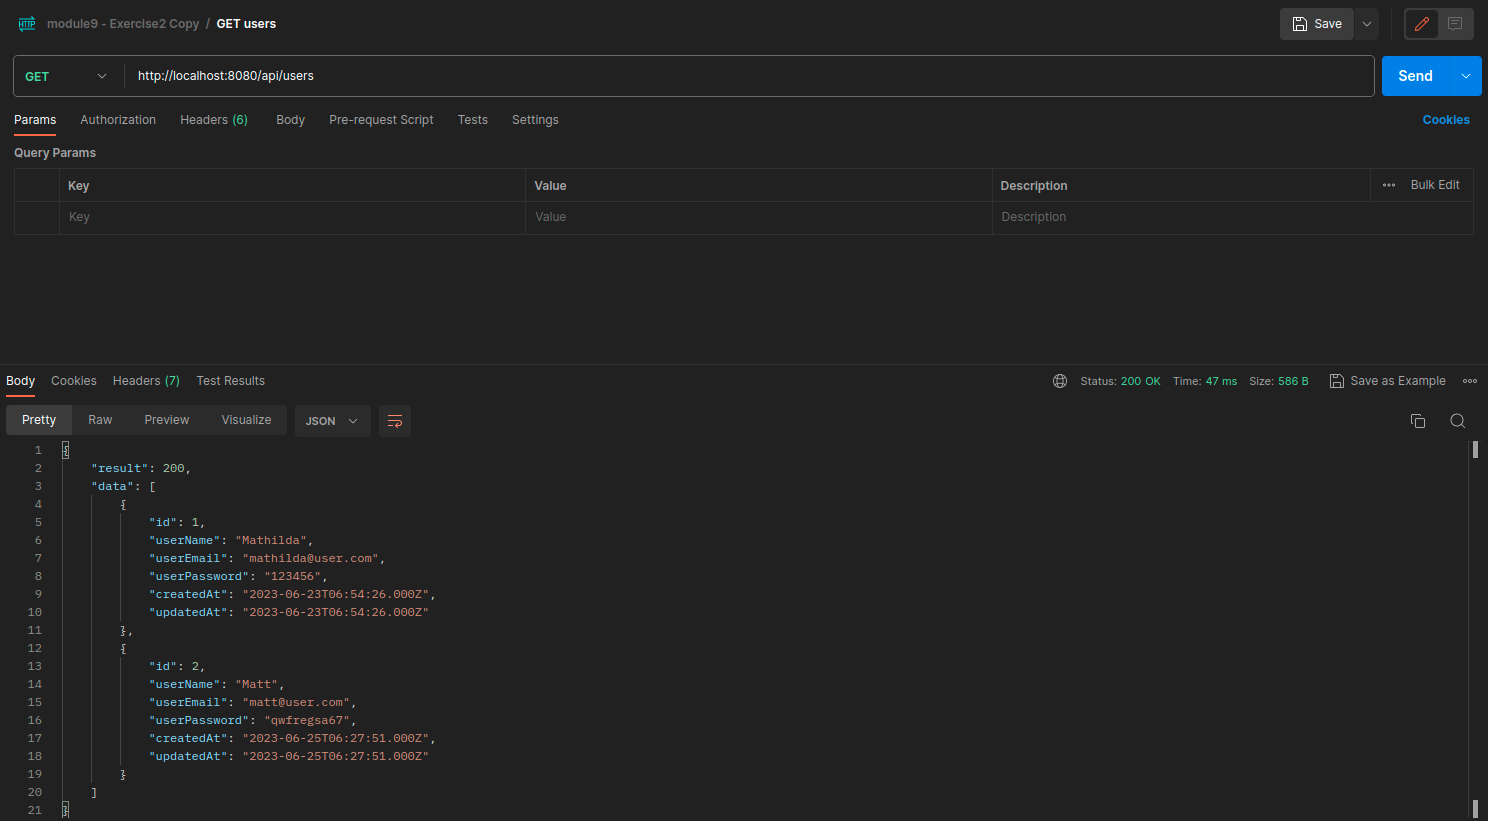 HTTP module9 - Exercise2 Copy / GET users Save
GET http://localhost:8080/api/users Send
Params Authorization Headers (6) Body Pre-request Script Tests Settings Cookies
Query Params
Key Value Description ••• Bulk Edit
Key Value Description
Body Cookies Headers (7) Test Results Status: 200 OK Time: 47 ms Size: 586 B Save as Example
Pretty Raw Preview Visualize JSON
1 {
2 "result": 200,
3 "data": [
4 {
5 "id": 1,
6 "userName": "Mathilda",
7 "userEmail": "mathilda@user.com",
8 "userPassword": "123456",
9 "createdAt": "2023-06-23T06:54:26.000Z",
10 "updatedAt": "2023-06-23T06:54:26.000Z"
11 },
12 {
13 "id": 2,
14 "userName": "Matt",
15 "userEmail": "matt@user.com",
16 "userPassword": "qwfregsa67",
17 "createdAt": "2023-06-25T06:27:51.000Z",
18 "updatedAt": "2023-06-25T06:27:51.000Z"
19 }
20 ]
21 }